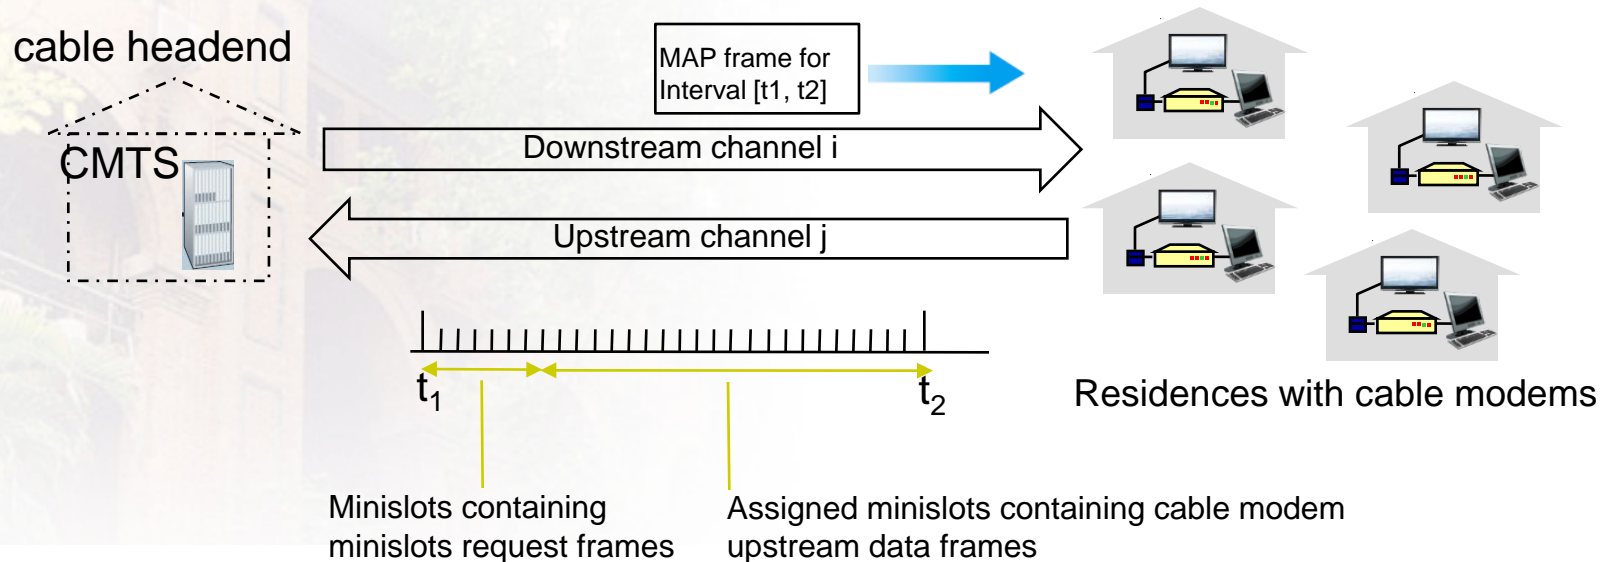 cable headend
MAP frame for
Interval [t1, t2]
CMTS
Downstream channel i
Upstream channel j
t1
t2
Residences with cable modems
Minislots containing
minislots request frames
Assigned minislots containing cable modem
upstream data frames